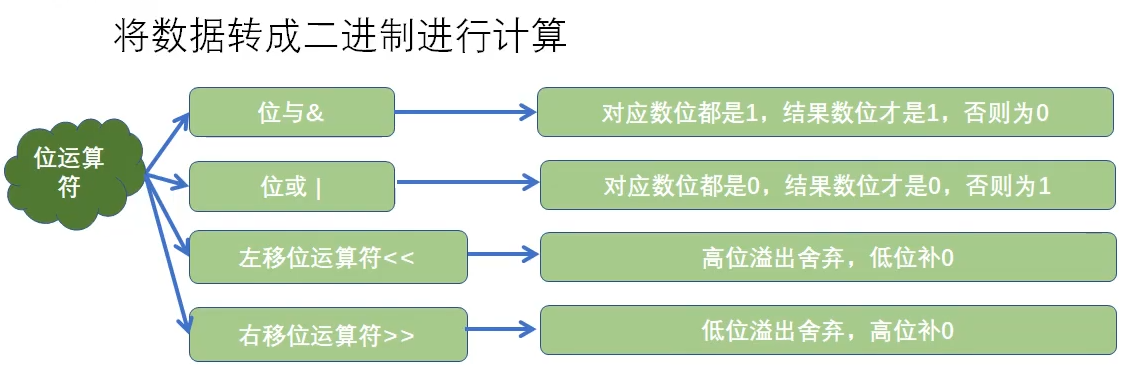 将数据转成二进制进行计算
位运算
符
位与&
对应数位都是1，结果数位才是1，否则为0
位或 |
对应数位都是0，结果数位才是0，否则为1
左移位运算符<<
高位溢出舍弃，低位补0
右移位运算符>>
低位溢出舍弃，高位补0